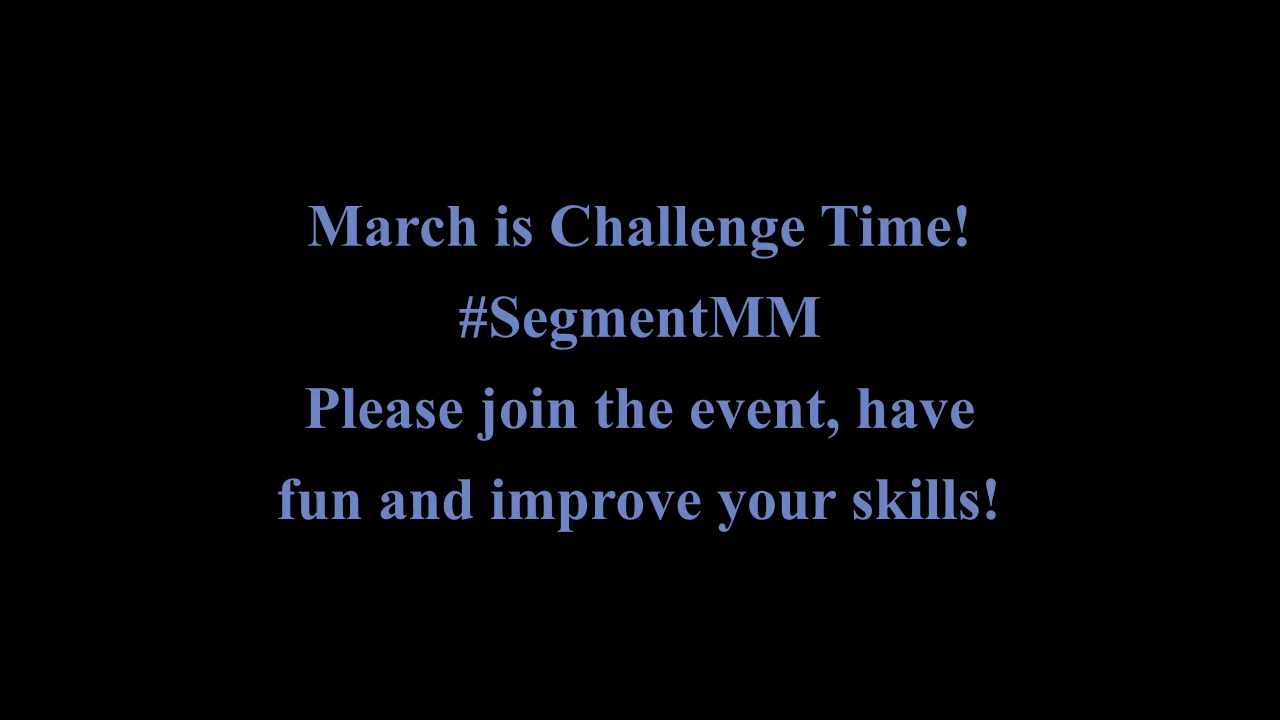 March is Challenge Time!
#SegmentMM
Please join the event, have
fun and improve your skills!